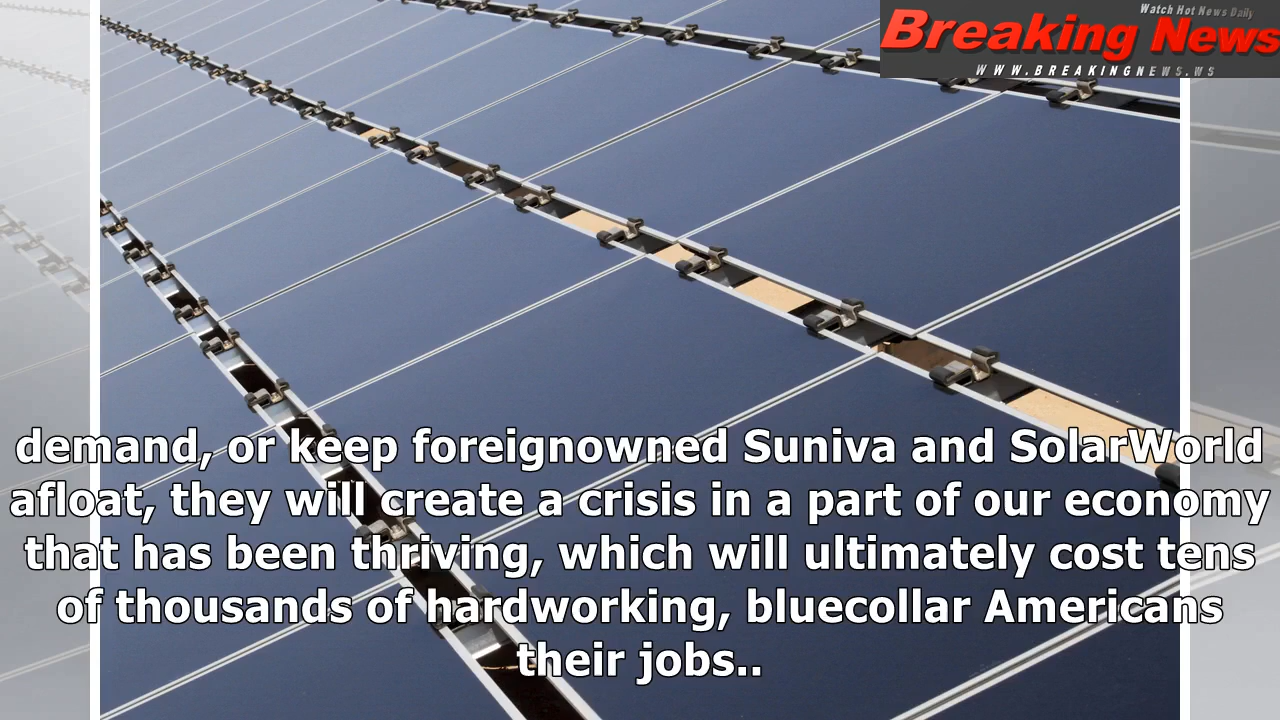 Watch Hot News Daily
Breaking News
WWW.BREAKINGNEWS.WS
demand, or keep foreignowned Suniva and SolarWorld
afloat, they will create a crisis in a part of our economy
that has been thriving, which will ultimately cost tens
of thousands of hardworking, bluecollar Americans
their jobs..